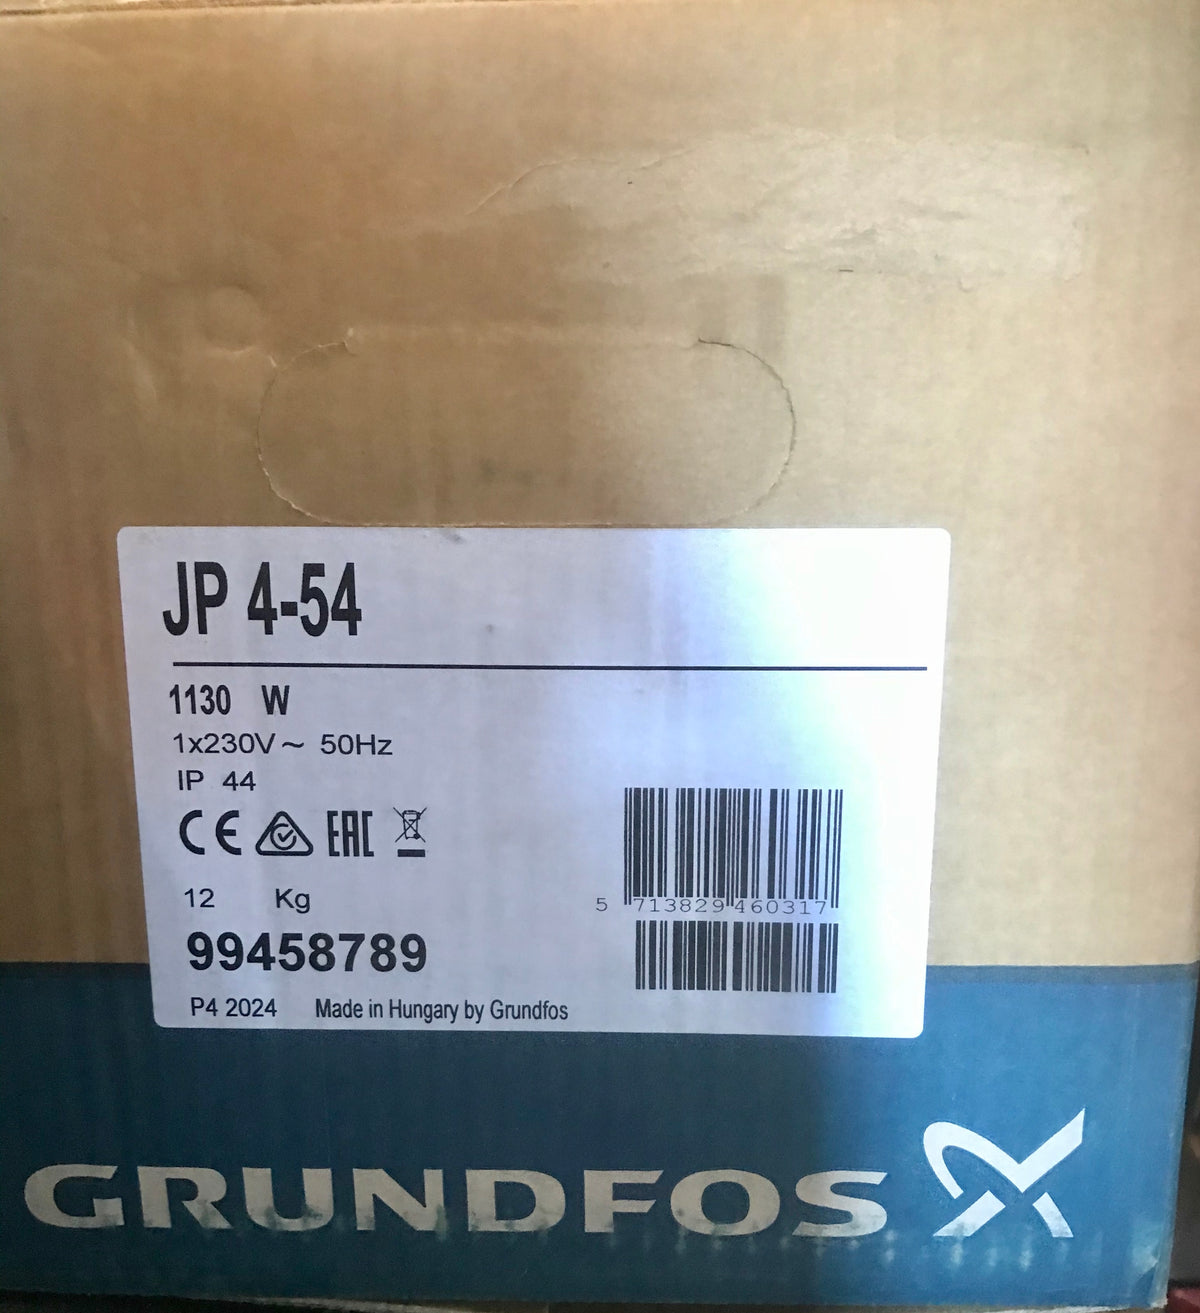 JP 4-54
1130 W
1x230V~ 50Hz
IP 44
CE EAC
12 Kg
99458789
P4 2024 Made in Hungary by Grundfos
5 713829 460317
GRUNDFOS